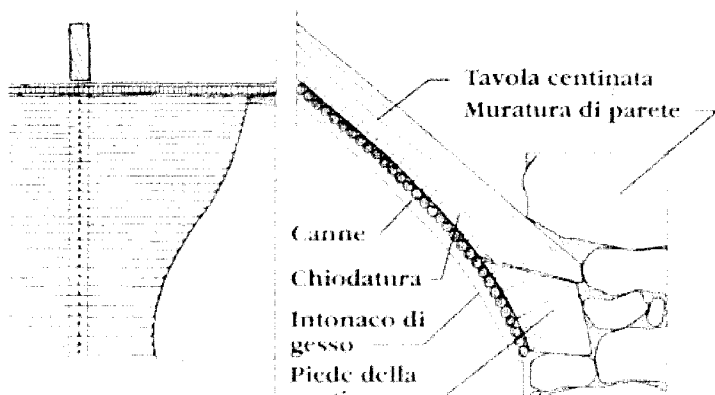 Tavola centinata
Muratura di parete
Canne
Chiodatura
Intonaco di
gesso
Piede della